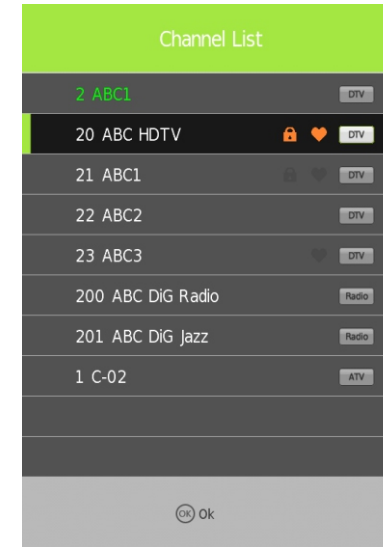 Channel List
2 ABC1 DTV
20 ABC HDTV DTV
21 ABC1 DTV
22 ABC2 DTV
23 ABC3 DTV
200 ABC DiG Radio Radio
201 ABC DiG Jazz Radio
1 C-02 ATV
OK Ok